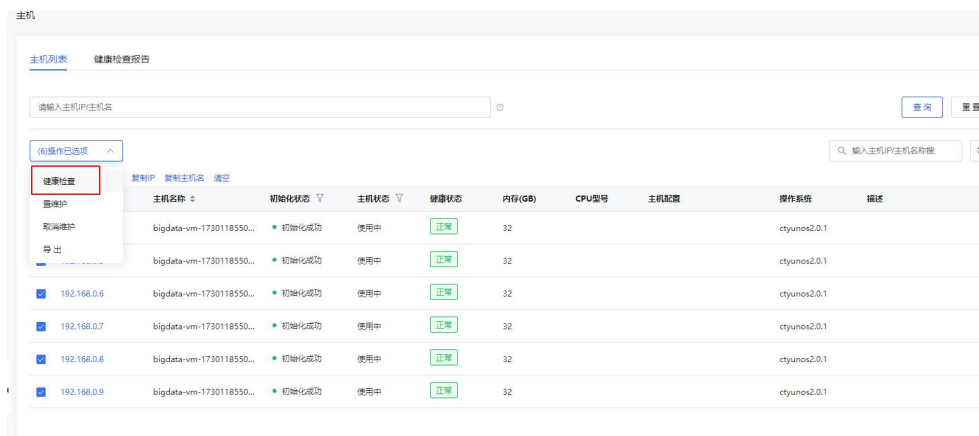 主机
主机列表 健康检查报告
请输入主机IP/主机名 查询
(6)操作已选项 输入主机IP/主机名称搜
健康检查 复制IP 复制主机名 清空
主机名称 初始化状态 主机状态 健康状态 内存(GB) CPU型号 主机配置 操作系统 描述
置维护
取消维护 bigdata-vm-1730118550... 初始化成功 使用中 正常 32 ctyunos2.0.1
导出
bigdata-vm-1730118550... 初始化成功 使用中 正常 32 ctyunos2.0.1
192.168.0.6 bigdata-vm-1730118550... 初始化成功 使用中 正常 32 ctyunos2.0.1
192.168.0.7 bigdata-vm-1730118550... 初始化成功 使用中 正常 32 ctyunos2.0.1
192.168.0.8 bigdata-vm-1730118550... 初始化成功 使用中 正常 32 ctyunos2.0.1
192.168.0.9 bigdata-vm-1730118550... 初始化成功 使用中 正常 32 ctyunos2.0.1